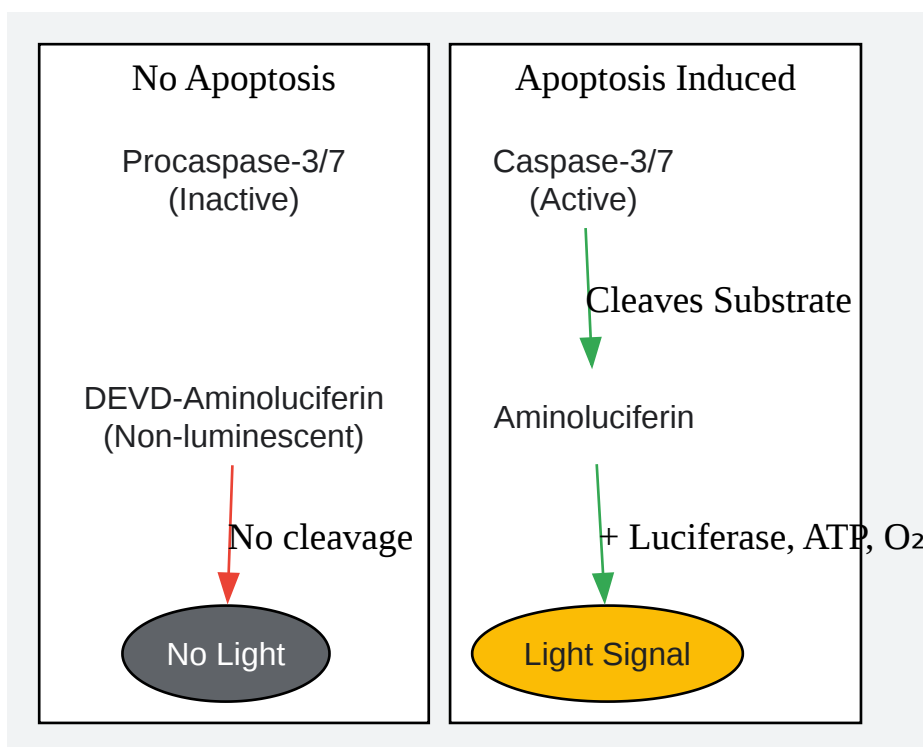 No Apoptosis
Procaspase-3/7
(Inactive)
DEVD-Aminoluciferin
(Non-luminescent)
No cleavage
No Light
Apoptosis Induced
Caspase-3/7
(Active)
Cleaves Substrate
Aminoluciferin
+ Luciferase, ATP, O₂
Light Signal